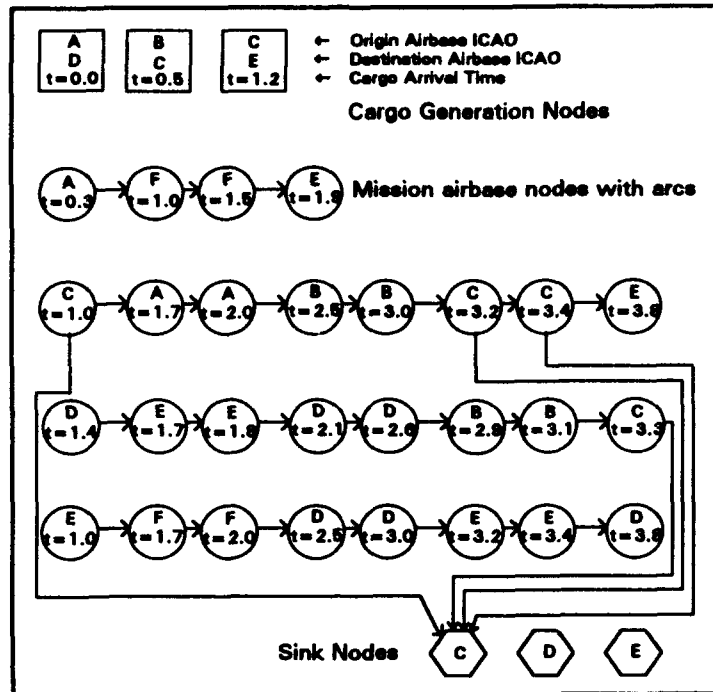 A B C ← Origin Airbase ICAO
D C E ← Destination Airbase ICAO
t=0.0 t=0.5 t=1.2 ← Cargo Arrival Time
Cargo Generation Nodes
A F F E
t=0.3 t=1.0 t=1.5 t=1.9
Mission airbase nodes with arcs
C A A B B C C E
t=1.0 t=1.7 t=2.0 t=2.5 t=3.0 t=3.2 t=3.4 t=3.8
D E E D D B B C
t=1.4 t=1.7 t=1.8 t=2.1 t=2.6 t=2.9 t=3.1 t=3.3
E F F D D E E D
t=1.0 t=1.7 t=2.0 t=2.5 t=3.0 t=3.2 t=3.4 t=3.8
Sink Nodes C D E